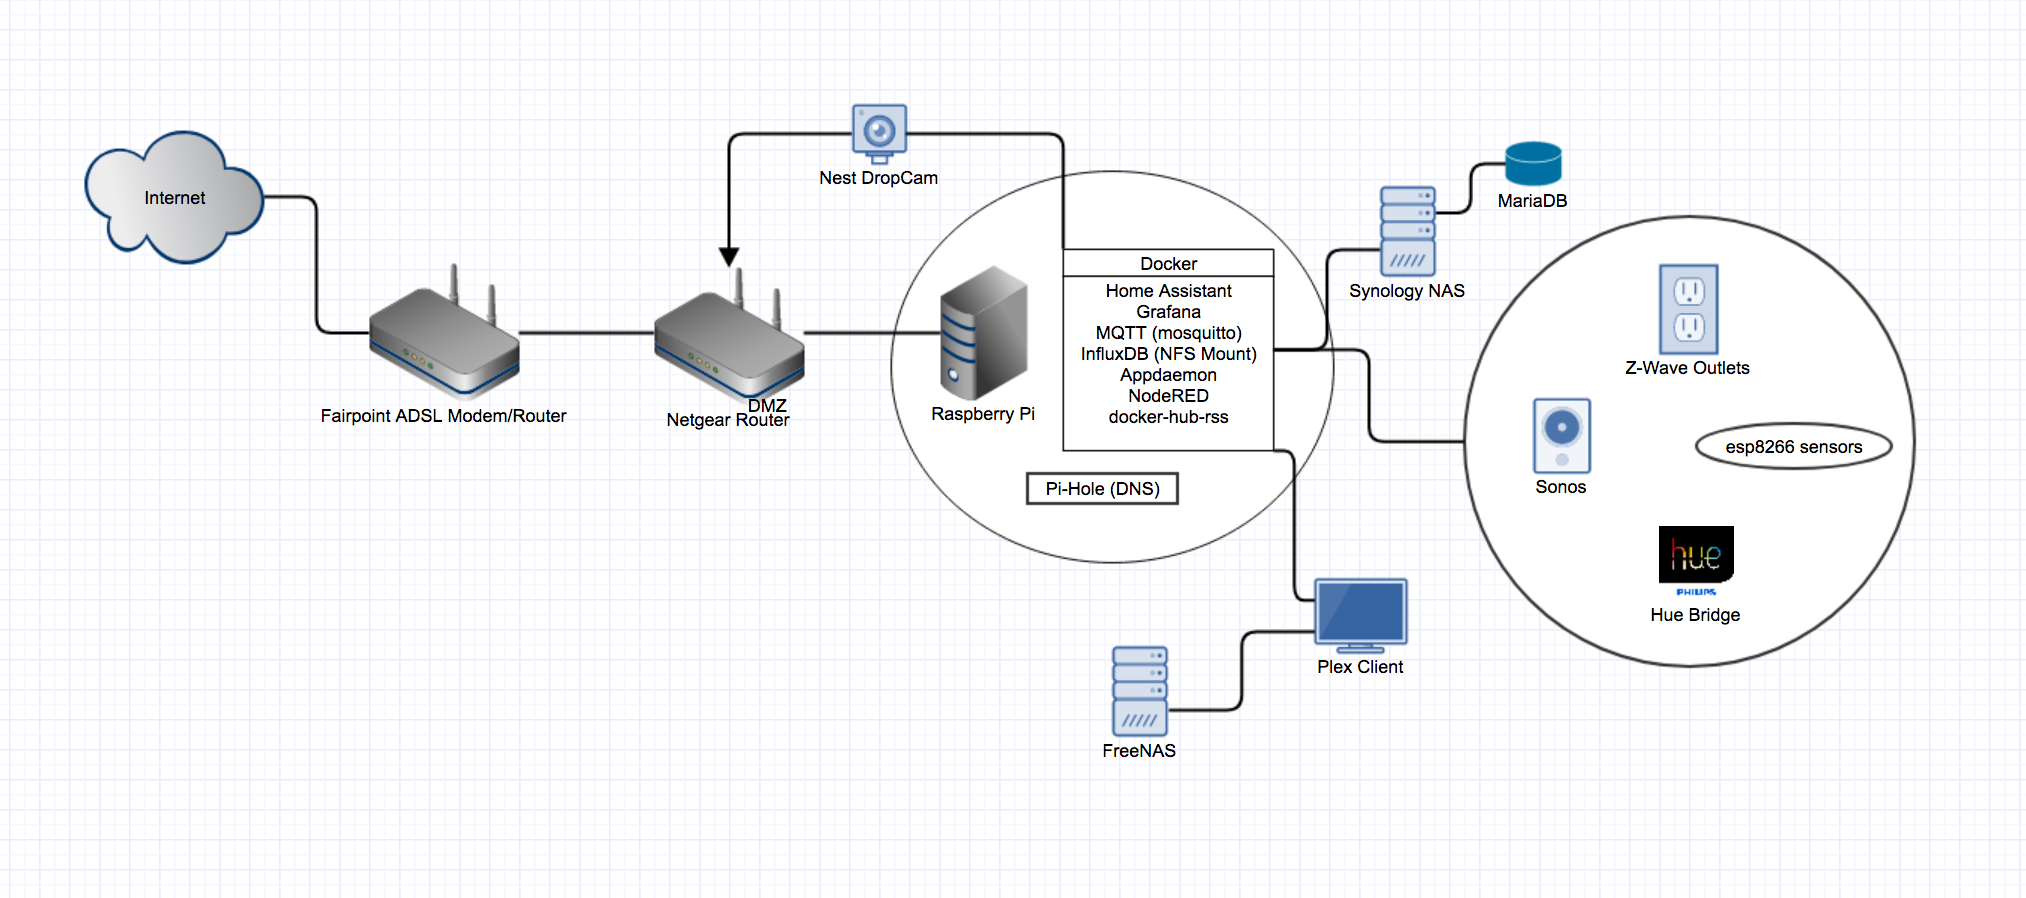 Internet
Fairpoint ADSL Modem/Router
DMZ
Netgear Router
Nest DropCam
Raspberry Pi
Docker
Home Assistant
Grafana
MQTT (mosquitto)
InfluxDB (NFS Mount)
Appdaemon
NodeRED
docker-hub-rss
Pi-Hole (DNS)
Synology NAS
MariaDB
Z-Wave Outlets
Sonos
esp8266 sensors
hue
PHILIPS
Hue Bridge
Plex Client
FreeNAS